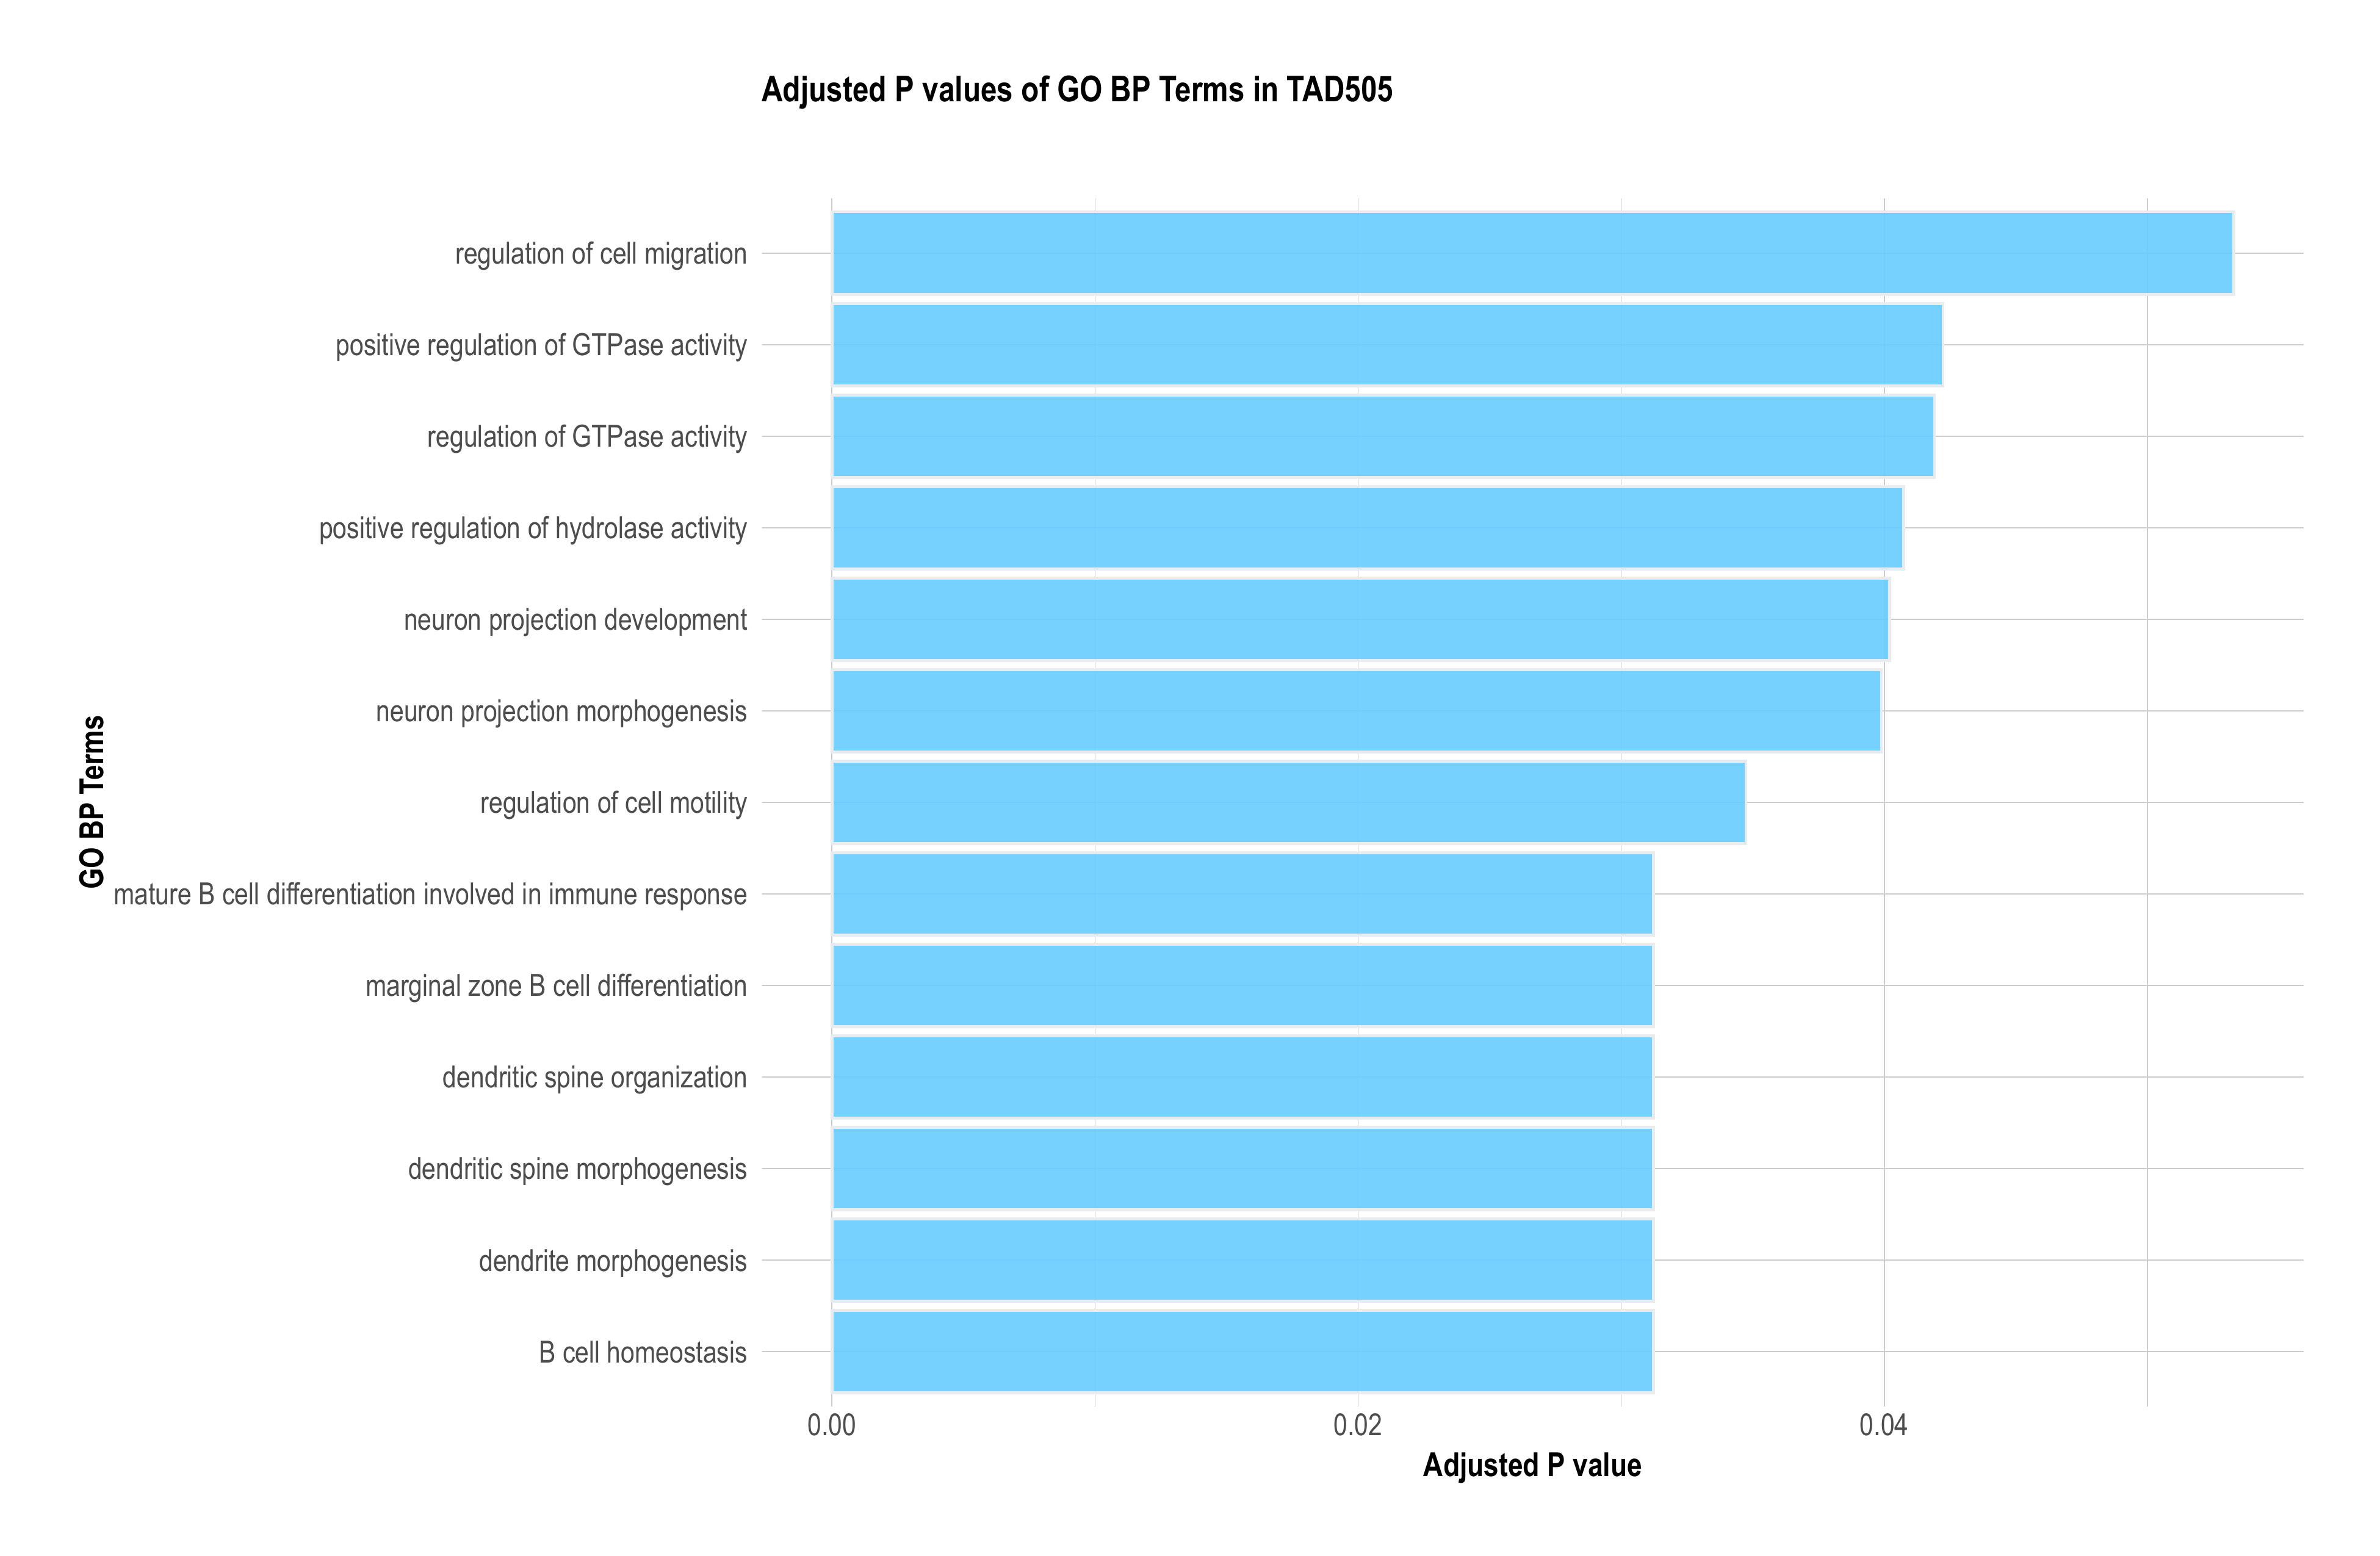 Adjusted P values of GO BP Terms in TAD505
regulation of cell migration
positive regulation of GTPase activity
regulation of GTPase activity
positive regulation of hydrolase activity
neuron projection development
neuron projection morphogenesis
regulation of cell motility
mature B cell differentiation involved in immune response
marginal zone B cell differentiation
dendritic spine organization
dendritic spine morphogenesis
dendrite morphogenesis
B cell homeostasis
GO BP Terms
0.00
0.02
0.04
Adjusted P value